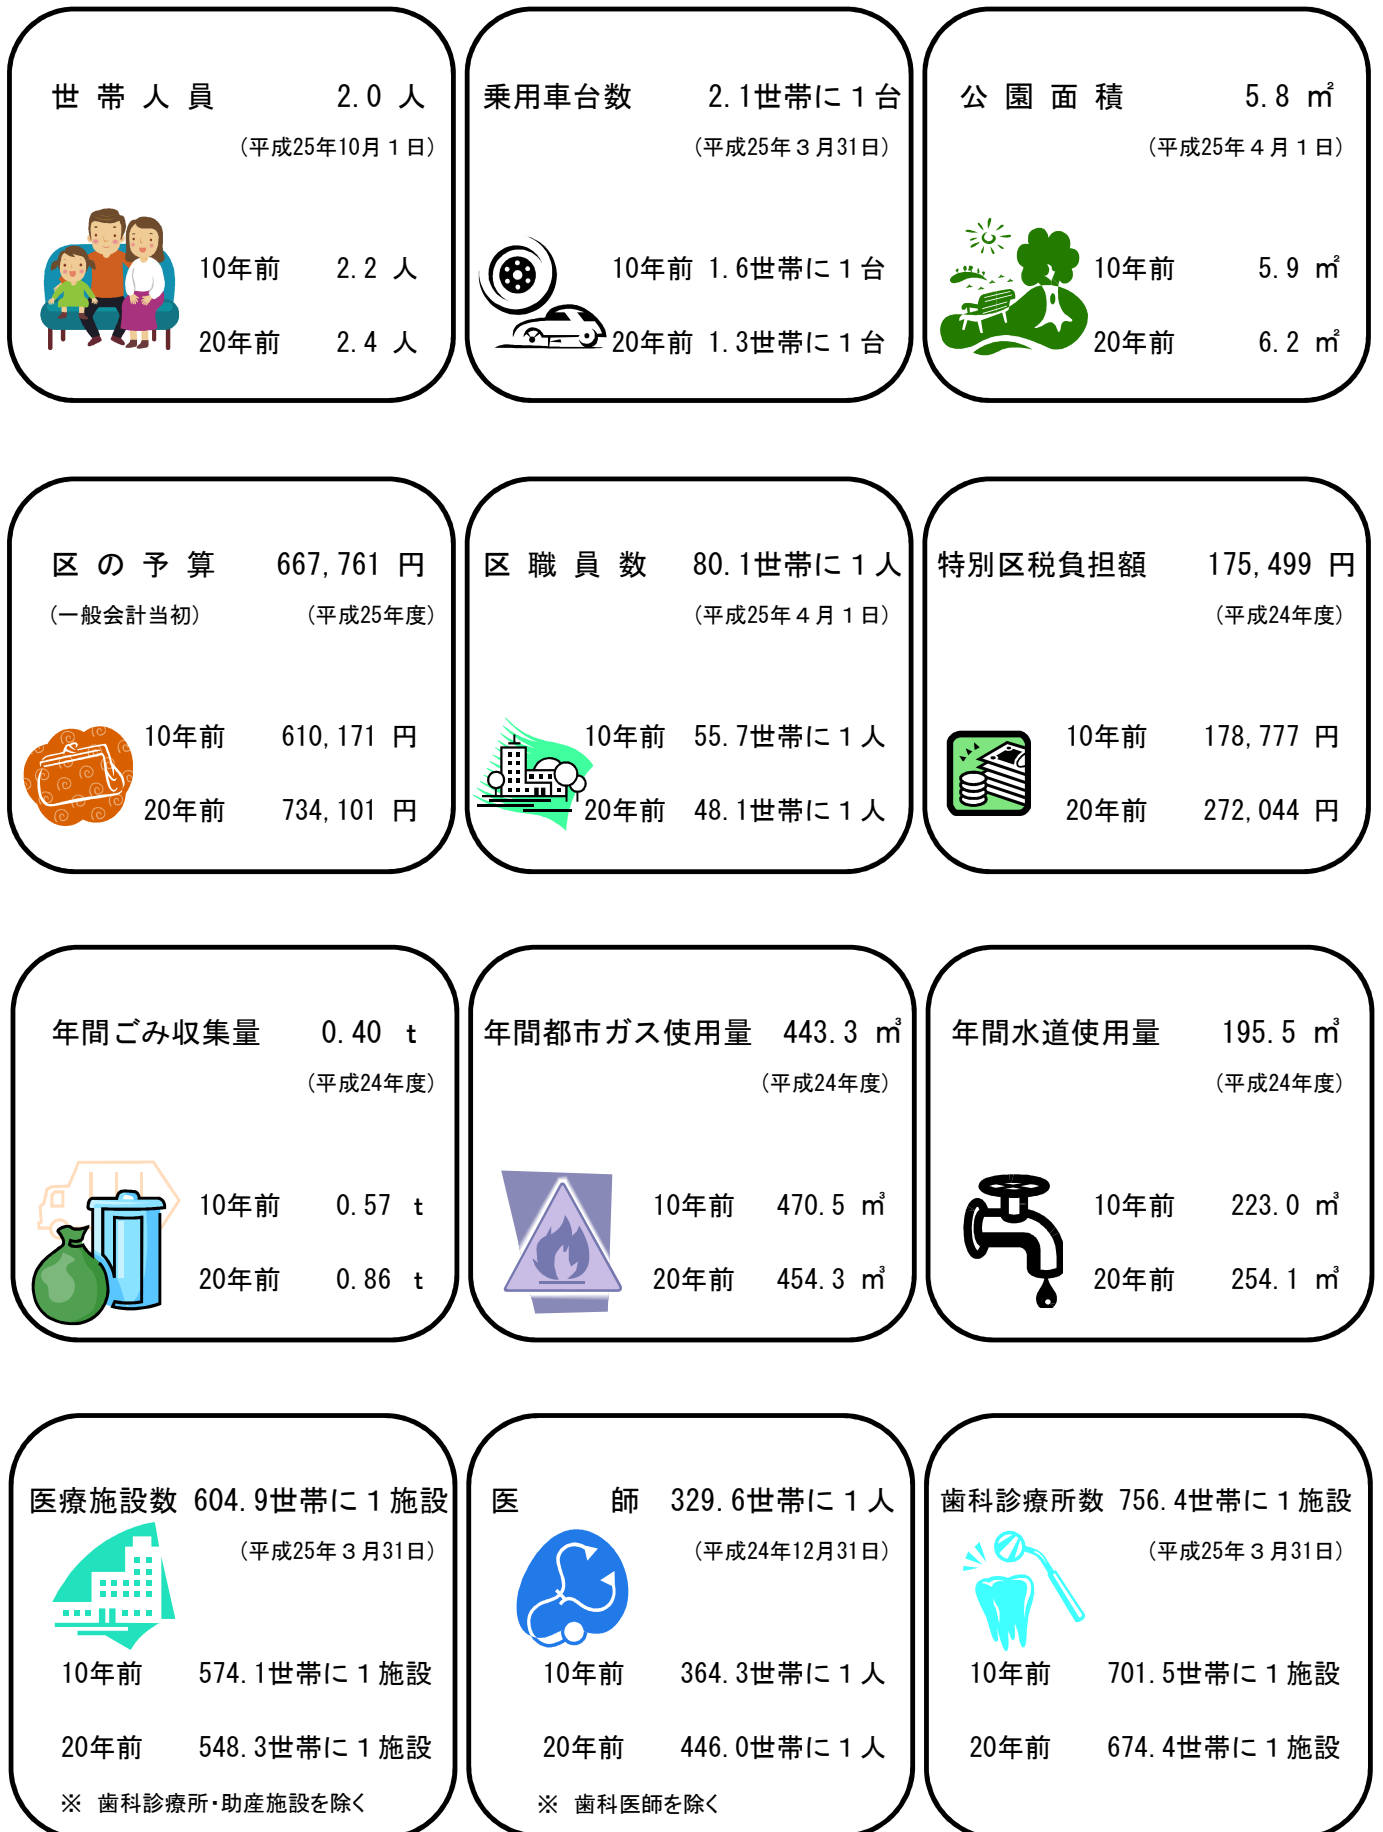 世 帯 人 員 2.0 人
(平成25年10月１日)
10年前 2.2 人
20年前 2.4 人
乗用車台数 2.1世帯に１台
(平成25年３月31日)
10年前 1.6世帯に１台
20年前 1.3世帯に１台
公 園 面 積 5.8 ㎡
(平成25年４月１日)
10年前 5.9 ㎡
20年前 6.2 ㎡
区 の 予 算 667,761 円
(一般会計当初) (平成25年度)
10年前 610,171 円
20年前 734,101 円
区 職 員 数 80.1世帯に１人
(平成25年４月１日)
10年前 55.7世帯に１人
20年前 48.1世帯に１人
特別区税負担額 175,499 円
(平成24年度)
10年前 178,777 円
20年前 272,044 円
年間ごみ収集量 0.40 t
(平成24年度)
10年前 0.57 t
20年前 0.86 t
年間都市ガス使用量 443.3 ㎥
(平成24年度)
10年前 470.5 ㎥
20年前 454.3 ㎥
年間水道使用量 195.5 ㎥
(平成24年度)
10年前 223.0 ㎥
20年前 254.1 ㎥
医療施設数 604.9世帯に１施設
(平成25年３月31日)
10年前 574.1世帯に１施設
20年前 548.3世帯に１施設
※ 歯科診療所・助産施設を除く
医 師 329.6世帯に１人
(平成24年12月31日)
10年前 364.3世帯に１人
20年前 446.0世帯に１人
※ 歯科医師を除く
歯科診療所数 756.4世帯に１施設
(平成25年３月31日)
10年前 701.5世帯に１施設
20年前 674.4世帯に１施設